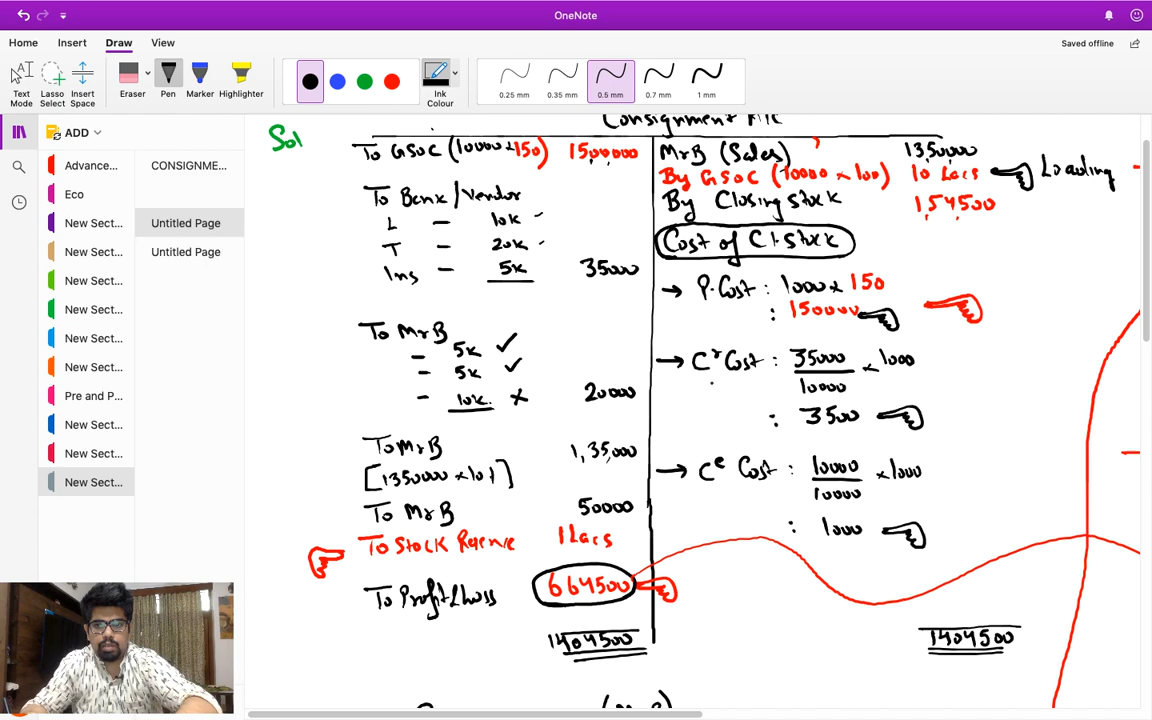 OneNote
Home Insert Draw View
Saved offline
Text Mode
Lasso Select
Insert Space
Eraser
Pen
Marker
Highlighter
Ink Colour
0.25 mm
0.35 mm
0.5 mm
0.7 mm
1 mm
ADD
Advance...
Eco
New Sect...
New Sect...
New Sect...
New Sect...
New Sect...
New Sect...
Pre and P...
New Sect...
New Sect...
New Sect...
CONSIGNME...
Untitled Page
Untitled Page
Sol
Consignment A/c
To GSOC (10000 x 150) 1500000
To Bank/Vendor
L - 10k
T - 20k
Ins - 5k 35000
To Mr B
- 5k ✓
- 5k ✓
- 10k x 20000
To Mr B 1,35,000
[1350000 x 10%]
To Mr B 50000
To Stock Reserve 1 Lacs
To Profit & Loss 664500
1404500
Mr B (Sales) 1350000
By GSOC (10000 x 100) 10 Lacs Loading
By Closing stock 154500
Cost of Cl. stock
→ P. Cost : 1000 x 150
: 150000
→ Cʳ Cost : 35000/10000 x 1000
: 3500
→ Cᵉ Cost : 10000/10000 x 1000
: 1000
1404500